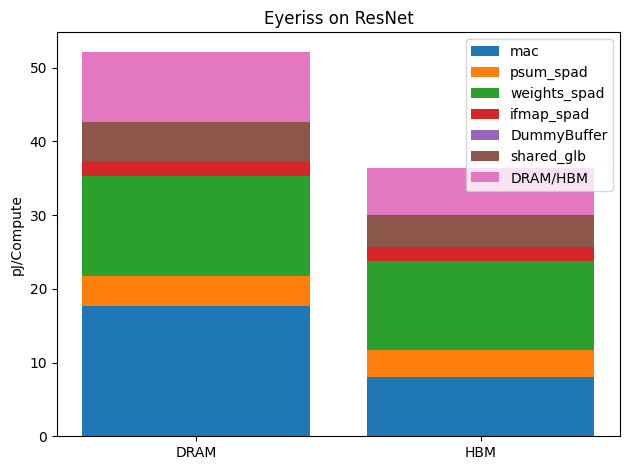 Eyeriss on ResNet
mac
psum_spad
weights_spad
ifmap_spad
DummyBuffer
shared_glb
DRAM/HBM
pJ/Compute
50
40
30
20
10
0
DRAM
HBM